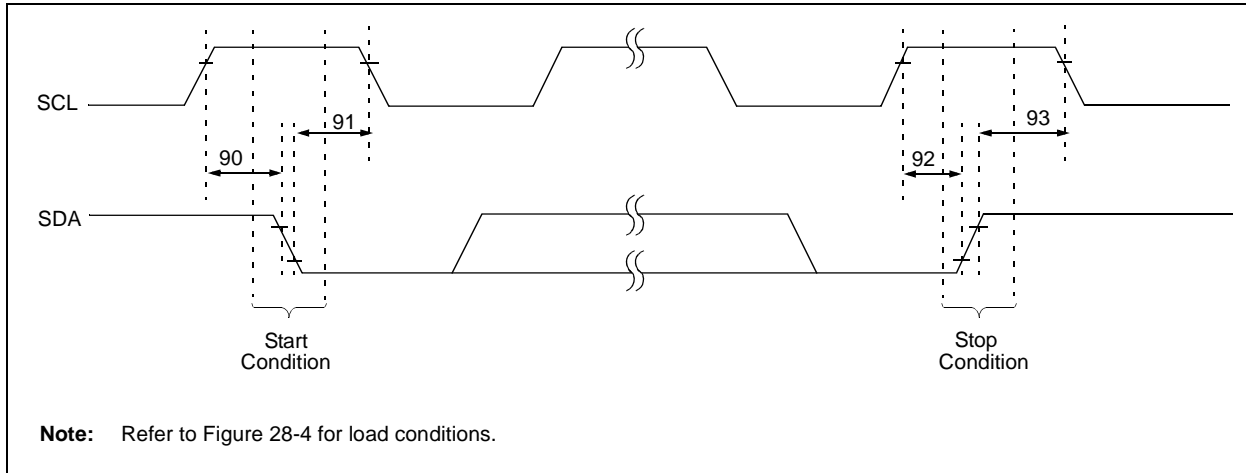 SCL
91
93
90
92
SDA
Start
Condition
Stop
Condition
Note: Refer to Figure 28-4 for load conditions.